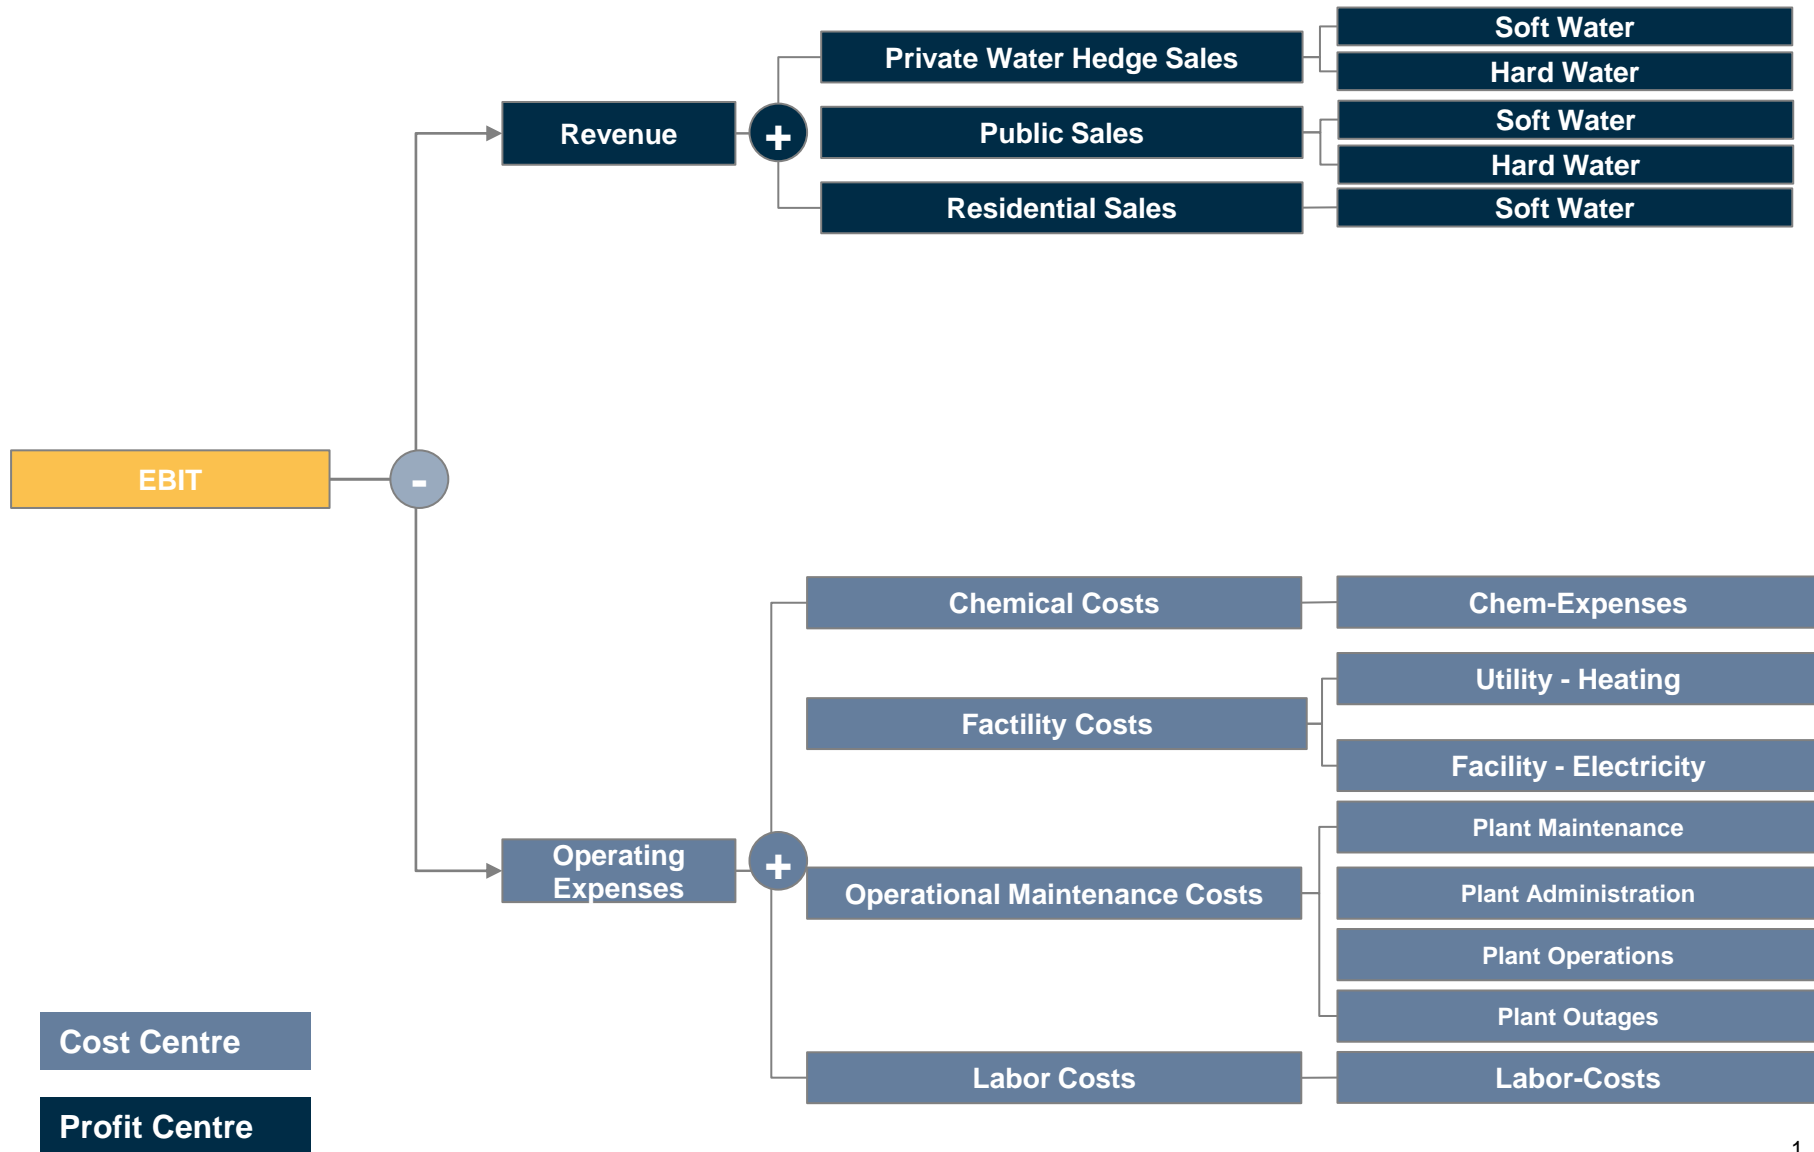 Soft Water
Private Water Hedge Sales
Hard Water
Revenue
+
Public Sales
Soft Water
Hard Water
Residential Sales
Soft Water
EBIT
-
Chemical Costs
Chem-Expenses
Utility - Heating
Factility Costs
Facility - Electricity
Plant Maintenance
Operating
Expenses
+
Operational Maintenance Costs
Plant Administration
Plant Operations
Plant Outages
Labor Costs
Labor-Costs
Cost Centre
Profit Centre
1